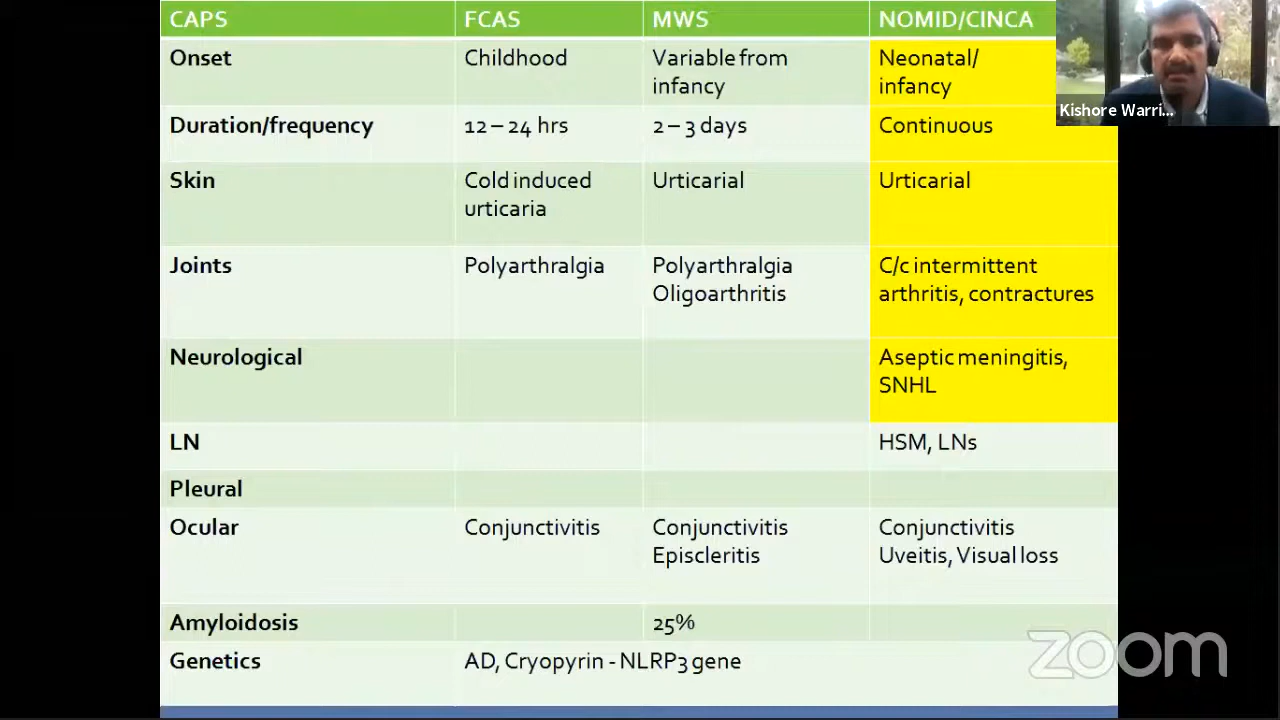 CAPS FCAS MWS NOMID/CINCA
Onset Childhood Variable from infancy Neonatal/ infancy
Duration/frequency 12 – 24 hrs 2 – 3 days Continuous
Skin Cold induced urticaria Urticarial Urticarial
Joints Polyarthralgia Polyarthralgia Oligoarthritis C/c intermittent arthritis, contractures
Neurological Aseptic meningitis, SNHL
LN HSM, LNs
Pleural
Ocular Conjunctivitis Conjunctivitis Episcleritis Conjunctivitis Uveitis, Visual loss
Amyloidosis 25%
Genetics AD, Cryopyrin - NLRP3 gene
Kishore Warri...
zoom